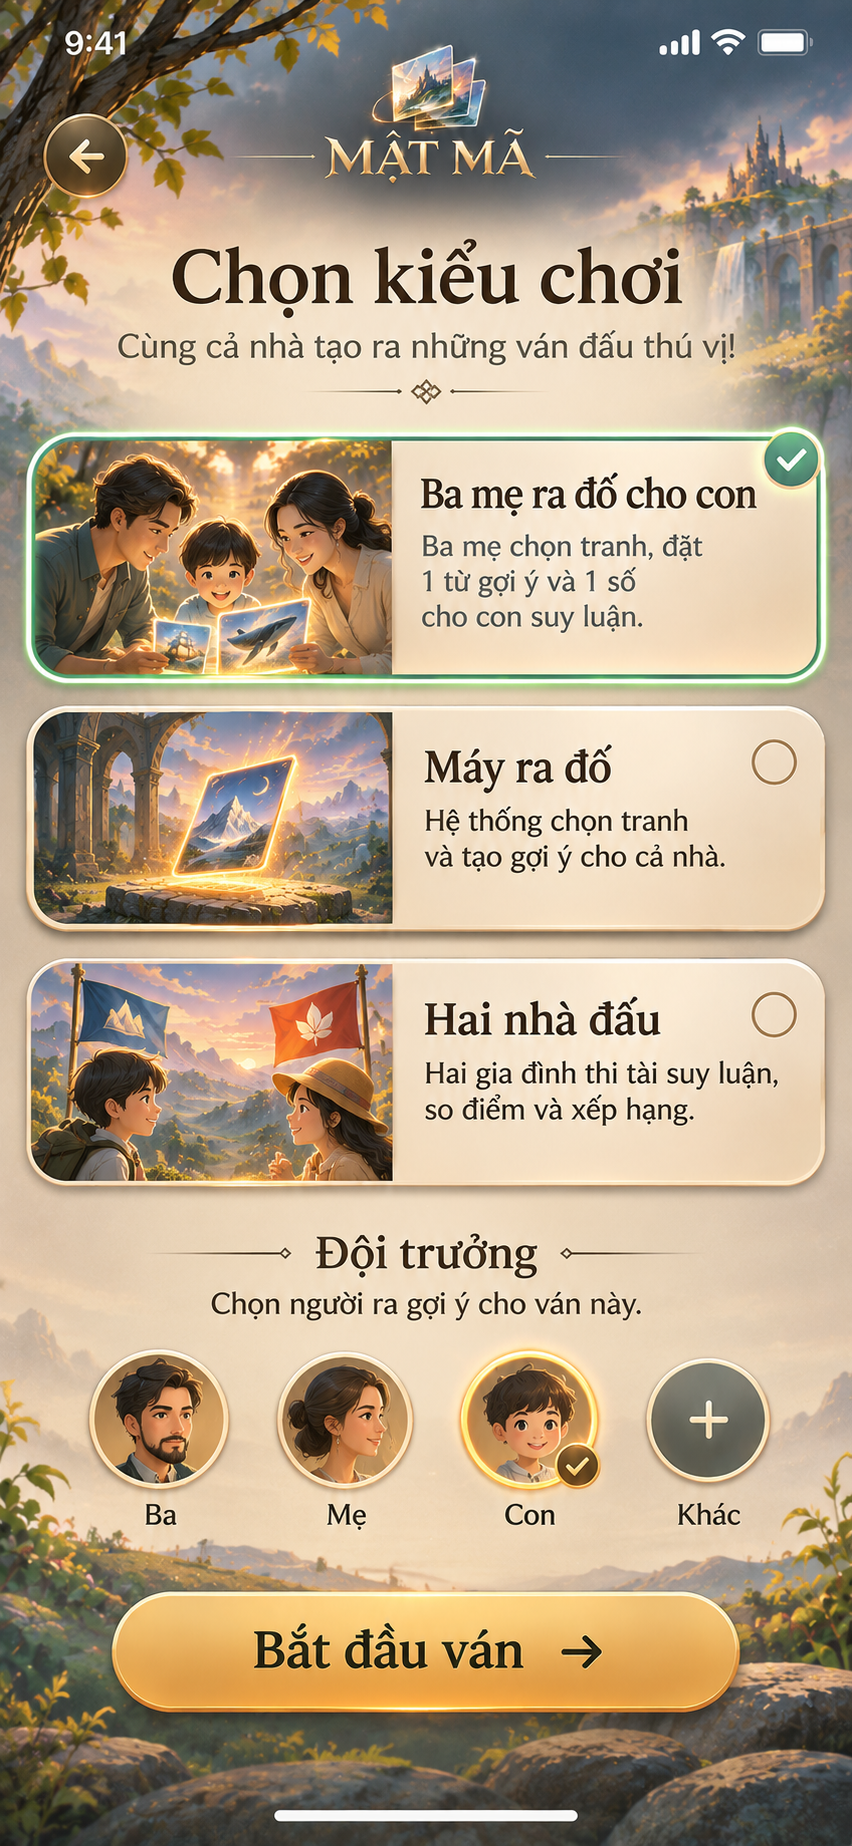 9:41
MẬT MÃ
Chọn kiểu chơi
Cùng cả nhà tạo ra những ván đấu thú vị!
Ba mẹ ra đố cho con
Ba mẹ chọn tranh, đặt
1 từ gợi ý và 1 số
cho con suy luận.
Máy ra đố
Hệ thống chọn tranh
và tạo gợi ý cho cả nhà.
Hai nhà đấu
Hai gia đình thi tài suy luận,
so điểm và xếp hạng.
Đội trưởng
Chọn người ra gợi ý cho ván này.
Ba
Mẹ
Con
Khác
Bắt đầu ván